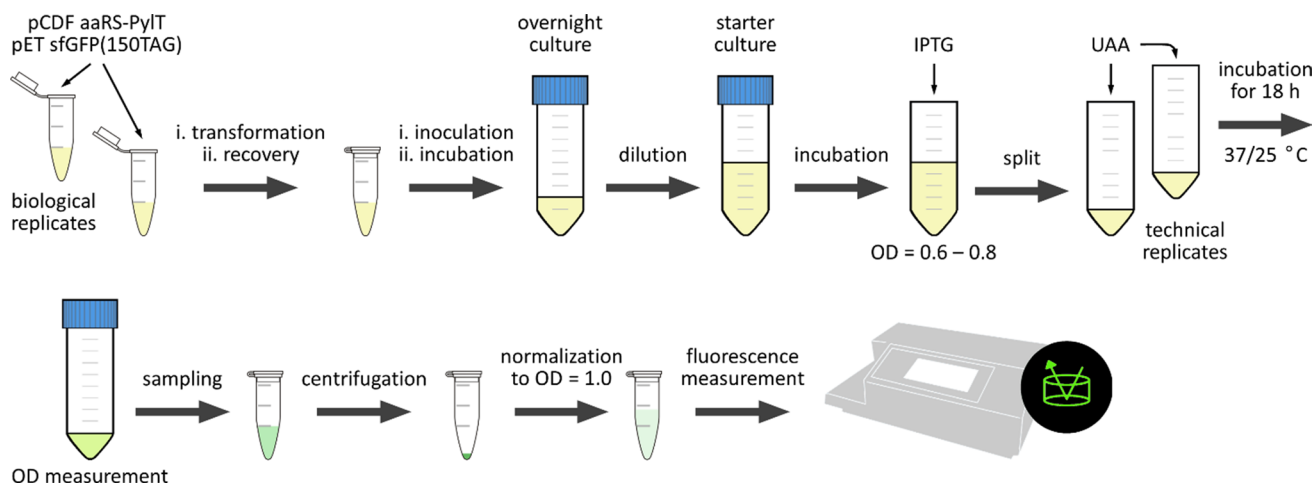 pCDF aaRS-PylT
pET sfGFP(150TAG)
biological
replicates
i. transformation
ii. recovery
i. inoculation
ii. incubation
overnight
culture
dilution
starter
culture
incubation
IPTG
OD = 0.6 – 0.8
split
UAA
technical
replicates
incubation
for 18 h
37/25 °C
OD measurement
sampling
centrifugation
normalization
to OD = 1.0
fluorescence
measurement